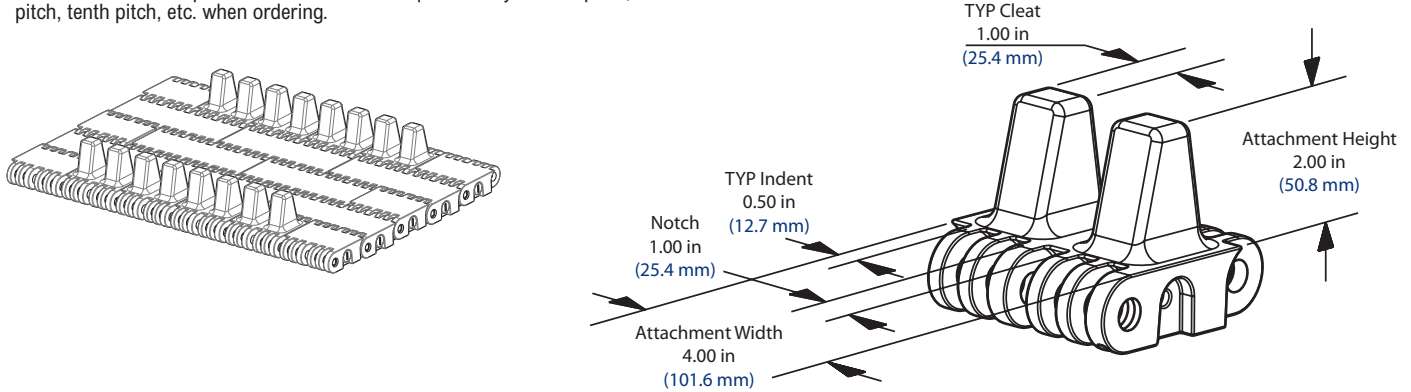 pitch, tenth pitch, etc. when ordering.
TYP Cleat
1.00 in
(25.4 mm)
Attachment Height
2.00 in
(50.8 mm)
TYP Indent
0.50 in
(12.7 mm)
Notch
1.00 in
(25.4 mm)
Attachment Width
4.00 in
(101.6 mm)